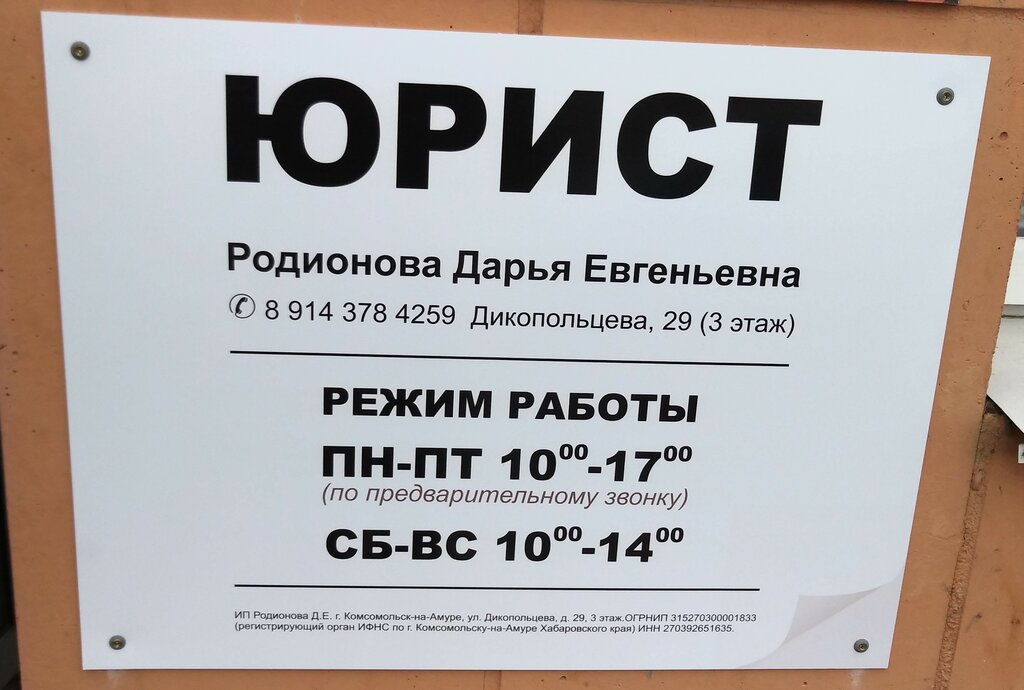 ЮРИСТ
Родионова Дарья Евгеньевна
✆ 8 914 378 4259 Дикопольцева, 29 (3 этаж)
РЕЖИМ РАБОТЫ
ПН-ПТ 10⁰⁰-17⁰⁰
(по предварительному звонку)
СБ-ВС 10⁰⁰-14⁰⁰
ИП Родионова Д.Е. г. Комсомольск-на-Амуре, ул. Дикопольцева, д. 29, 3 этаж.ОГРНИП 315270300001833
(регистрирующий орган ИФНС по г. Комсомольску-на-Амуре Хабаровского края) ИНН 270392651635.